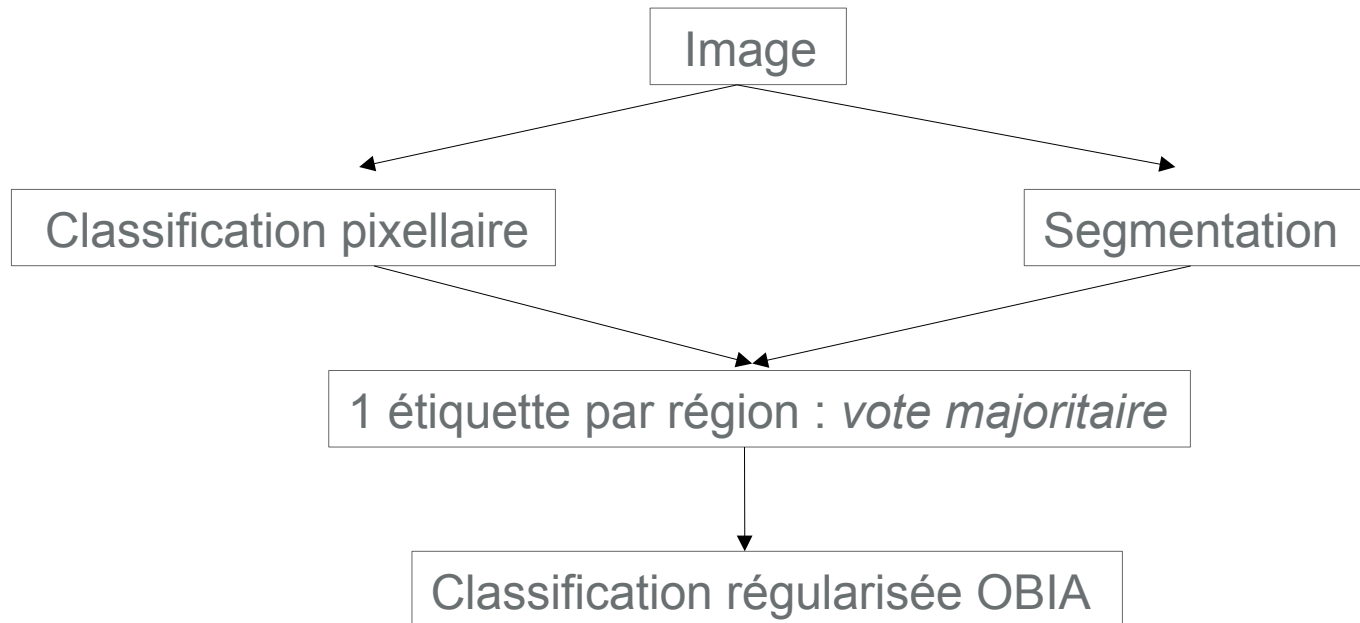 Image
Classification pixellaire
Segmentation
1 étiquette par région : vote majoritaire
Classification régularisée OBIA